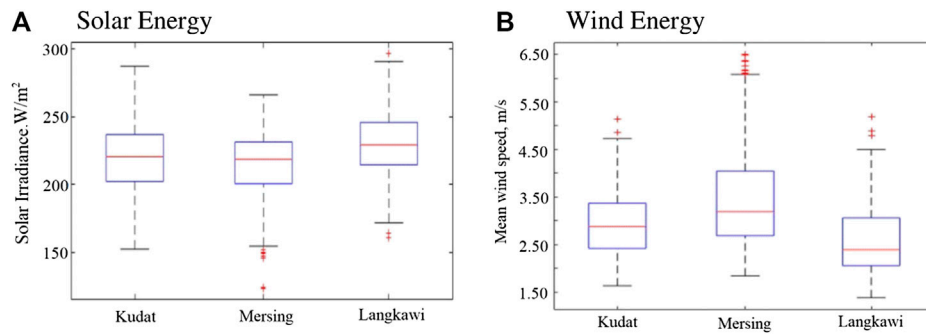 A Solar Energy
Solar Irradiance.W/m²
300
250
200
150
Kudat Mersing Langkawi
B Wind Energy
Mean wind speed, m/s
6.50
5.50
4.50
3.50
2.50
1.50
Kudat Mersing Langkawi